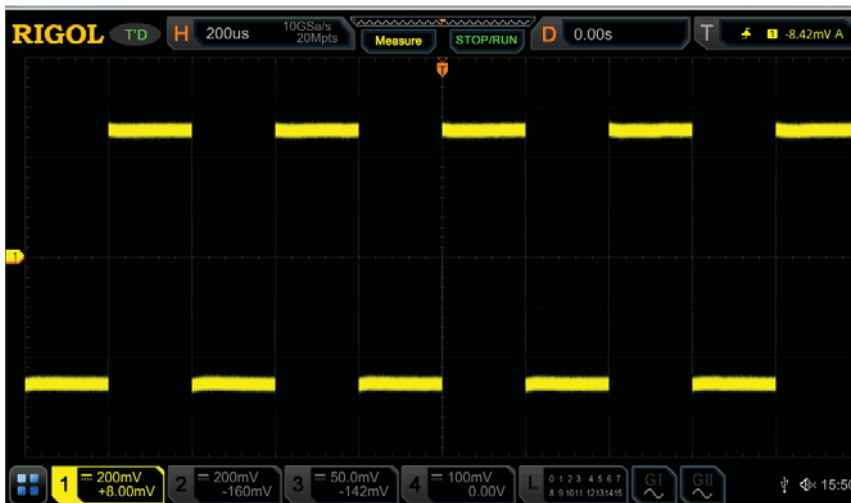 RIGOL T'D H 200us 10GSa/s 20Mpts Measure STOP/RUN D 0.00s T 1 -8.42mV A
T
1
1 200mV +8.00mV 2 200mV -160mV 3 50.0mV -142mV 4 100mV 0.00V L 0 1 2 3 4 5 6 7 8 9 10 11 12 13 14 15 GI GII 15:50